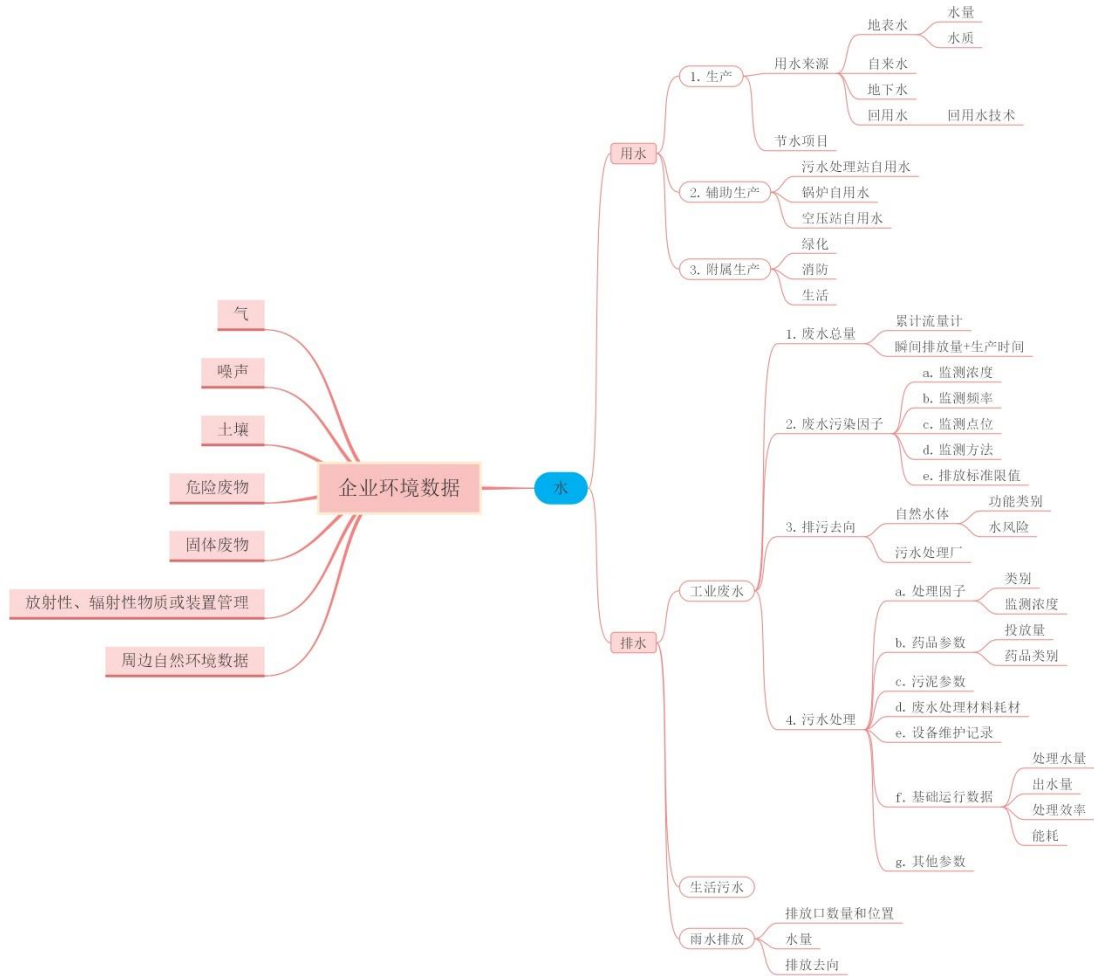 企业环境数据
气
噪声
土壤
危险废物
固体废物
放射性、辐射性物质或装置管理
周边自然环境数据
水
用水
1. 生产
用水来源
地表水
水量
水质
自来水
地下水
回用水
回用水技术
节水项目
2. 辅助生产
污水处理站自用水
锅炉自用水
空压站自用水
3. 附属生产
绿化
消防
生活
排水
工业废水
1. 废水总量
累计流量计
瞬间排放量+生产时间
2. 废水污染因子
a. 监测浓度
b. 监测频率
c. 监测点位
d. 监测方法
e. 排放标准限值
3. 排污去向
自然水体
功能类别
水风险
污水处理厂
4. 污水处理
a. 处理因子
类别
监测浓度
b. 药品参数
投放量
药品类别
c. 污泥参数
d. 废水处理材料耗材
e. 设备维护记录
f. 基础运行数据
处理水量
出水量
处理效率
能耗
g. 其他参数
生活污水
雨水排放
排放口数量和位置
水量
排放去向